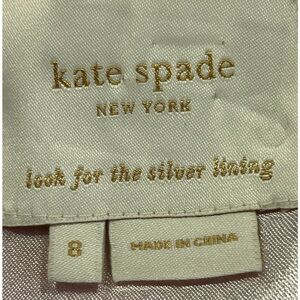 kate spade
NEW YORK
look for the silver lining
8
MADE IN CHINA